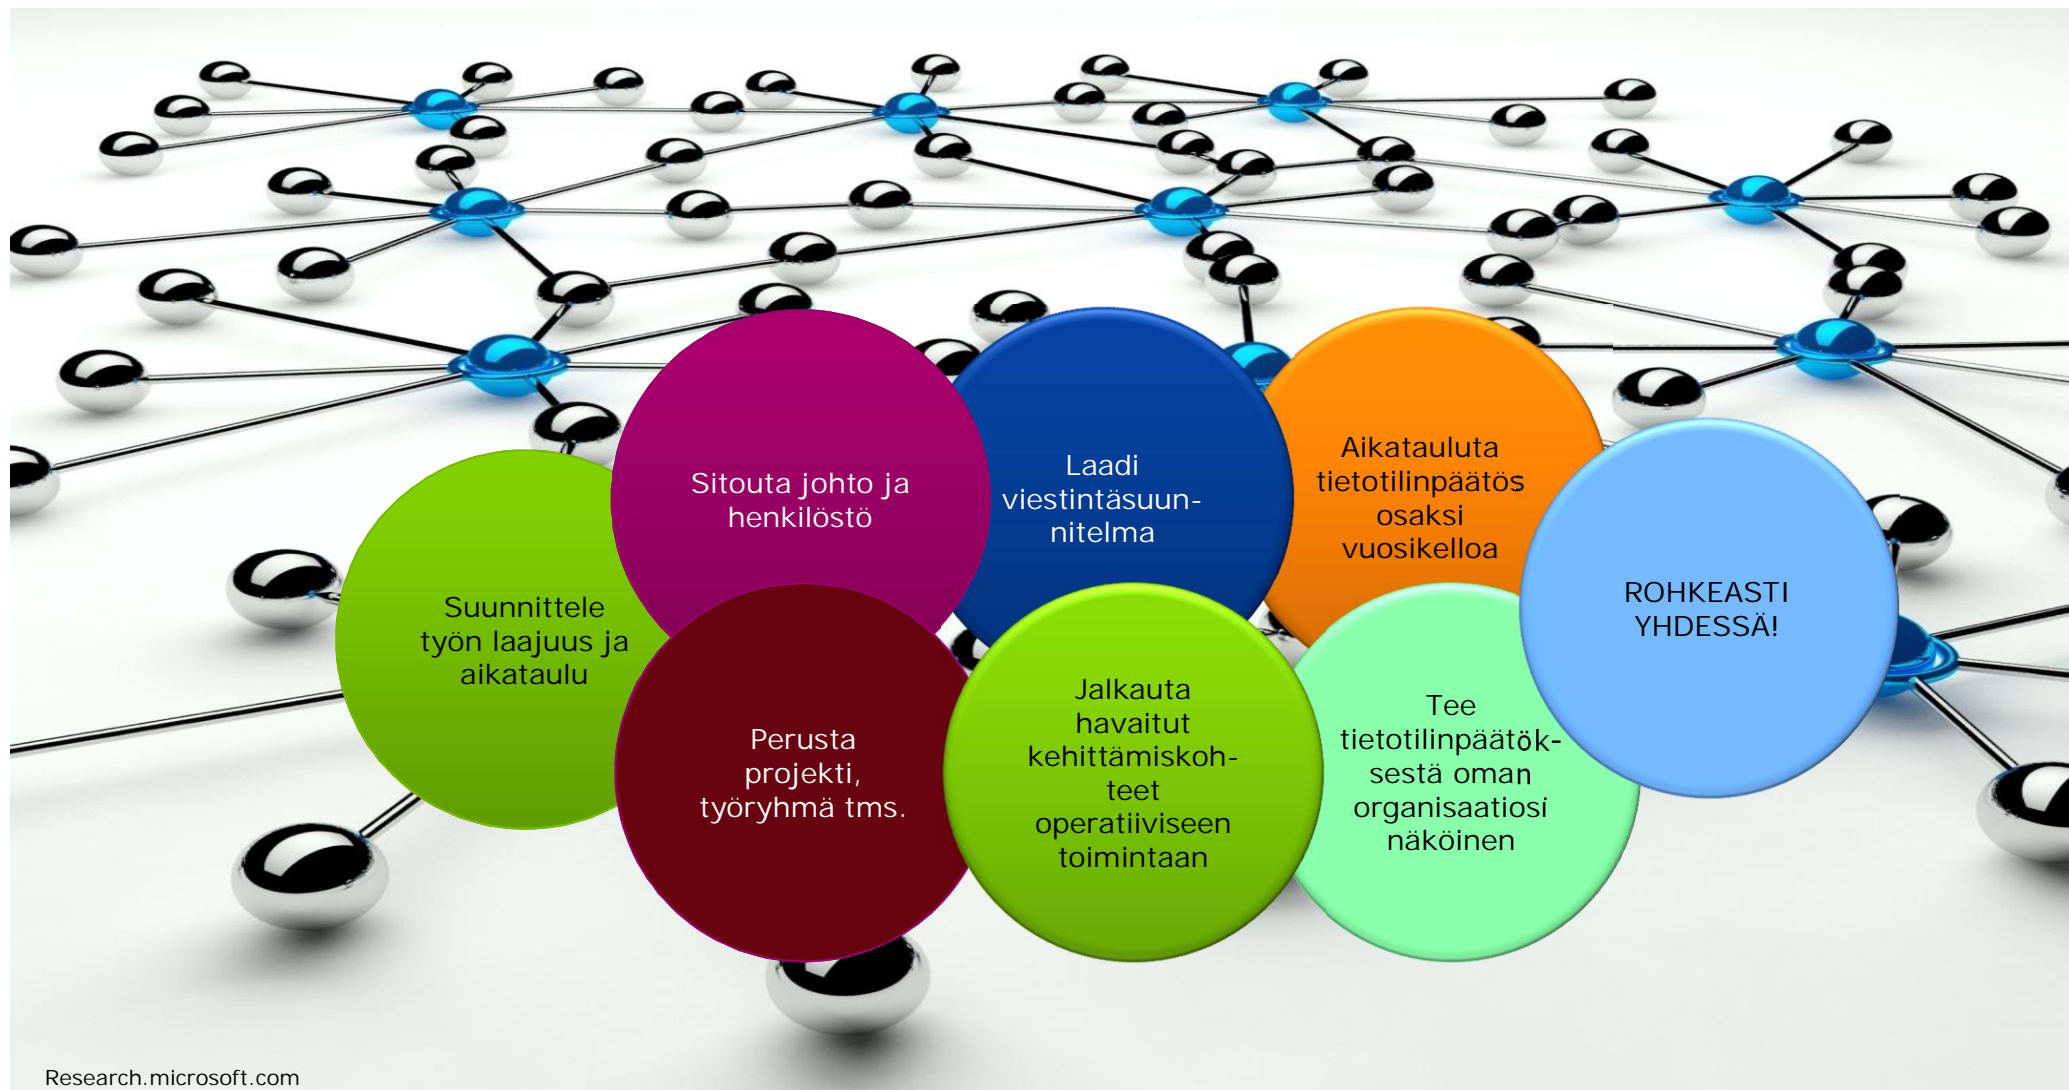 Suunnittele
työn laajuus ja
aikataulu
Sitouta johto ja
henkilöstö
Perusta
projekti,
työryhmä tms.
Laadi
viestintäsuun-
nitelma
Jalkauta
havaitut
kehittämiskoh-
teet
operatiiviseen
toimintaan
Aikatauluta
tietotilinpäätös
osaksi
vuosikelloa
Tee
tietotilinpäätök-
sestä oman
organisaatiosi
näköinen
ROHKEASTI
YHDESSÄ!
Research.microsoft.com